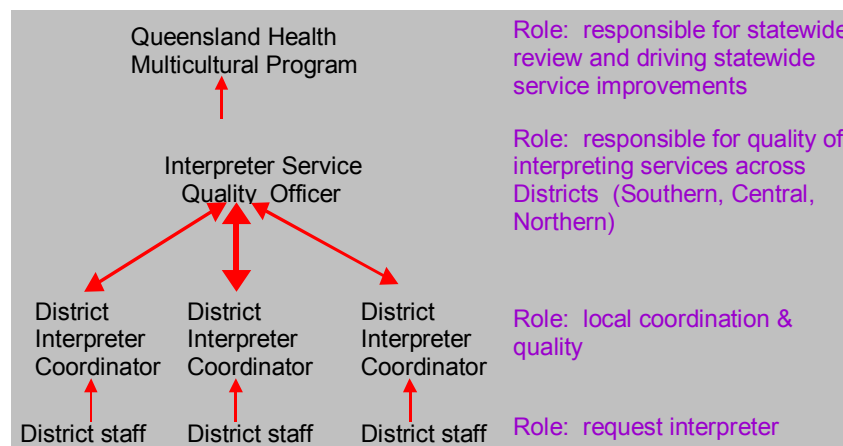 Queensland Health
Multicultural Program
Role: responsible for statewide
review and driving statewide
service improvements
Interpreter Service
Quality Officer
Role: responsible for quality of
interpreting services across
Districts (Southern, Central,
Northern)
District
Interpreter
Coordinator
District
Interpreter
Coordinator
District
Interpreter
Coordinator
Role: local coordination &
quality
District staff
District staff
District staff
Role: request interpreter